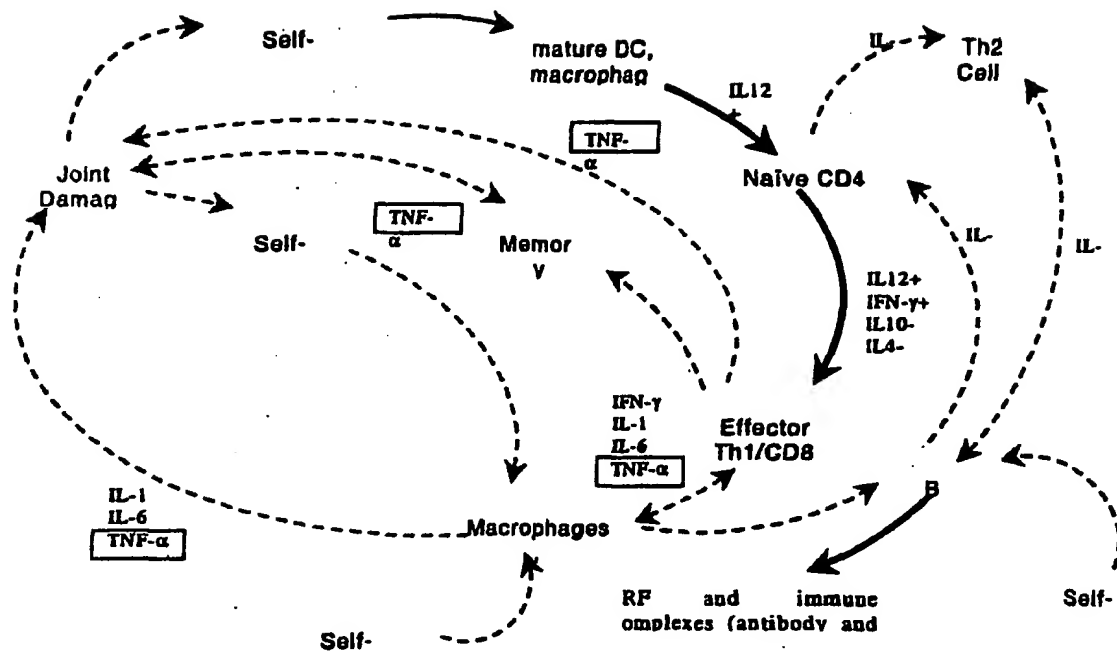 Self-
mature DC,
macrophag
IL12
+
IL-
Th2
Cell
TNF-
α
Joint
Damag
Naïve CD4
TNF-
α
Self-
Memor
y
IL-
IL-
IL12+
IFN-γ+
IL10-
IL4-
IFN-γ
IL-1
IL-6
TNF-α
Effector
Th1/CD8
IL-1
IL-6
TNF-α
Macrophages
B
RF and immune
omplexes (antibody and
Self-
Self-